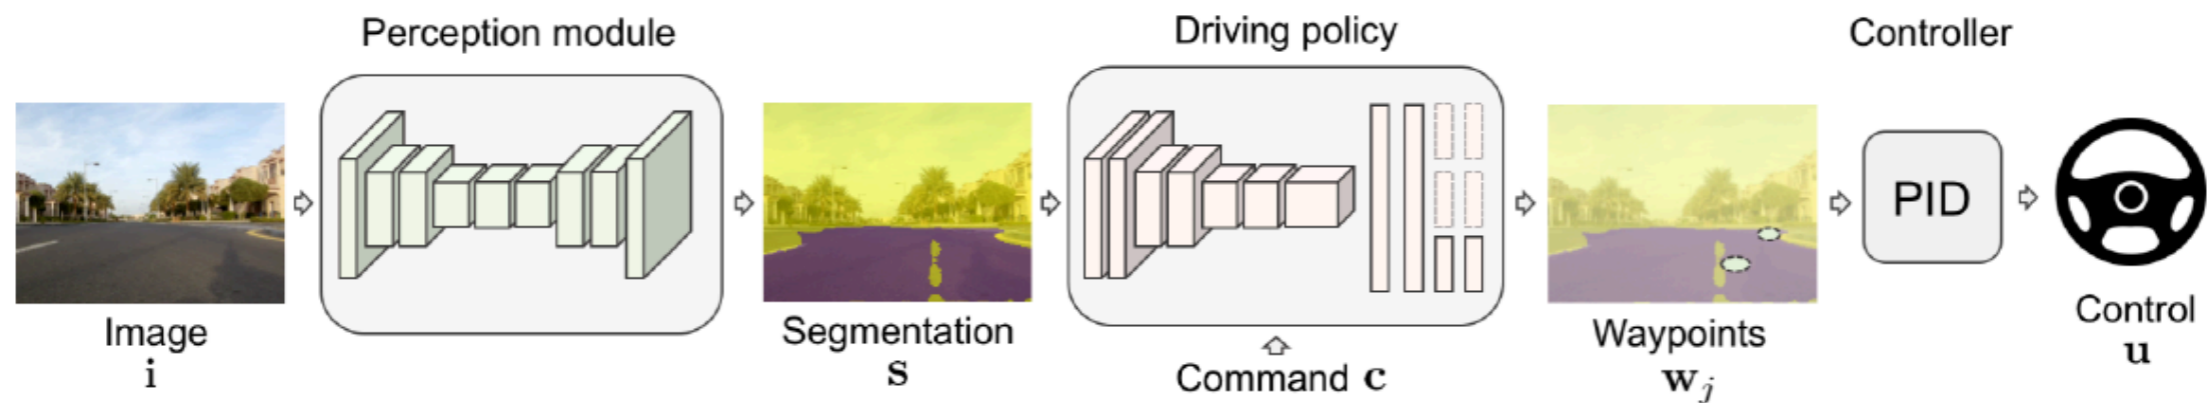 Perception module
Driving policy
Controller
PID
Image
i
Segmentation
s
Command c
Waypoints
w_j
Control
u